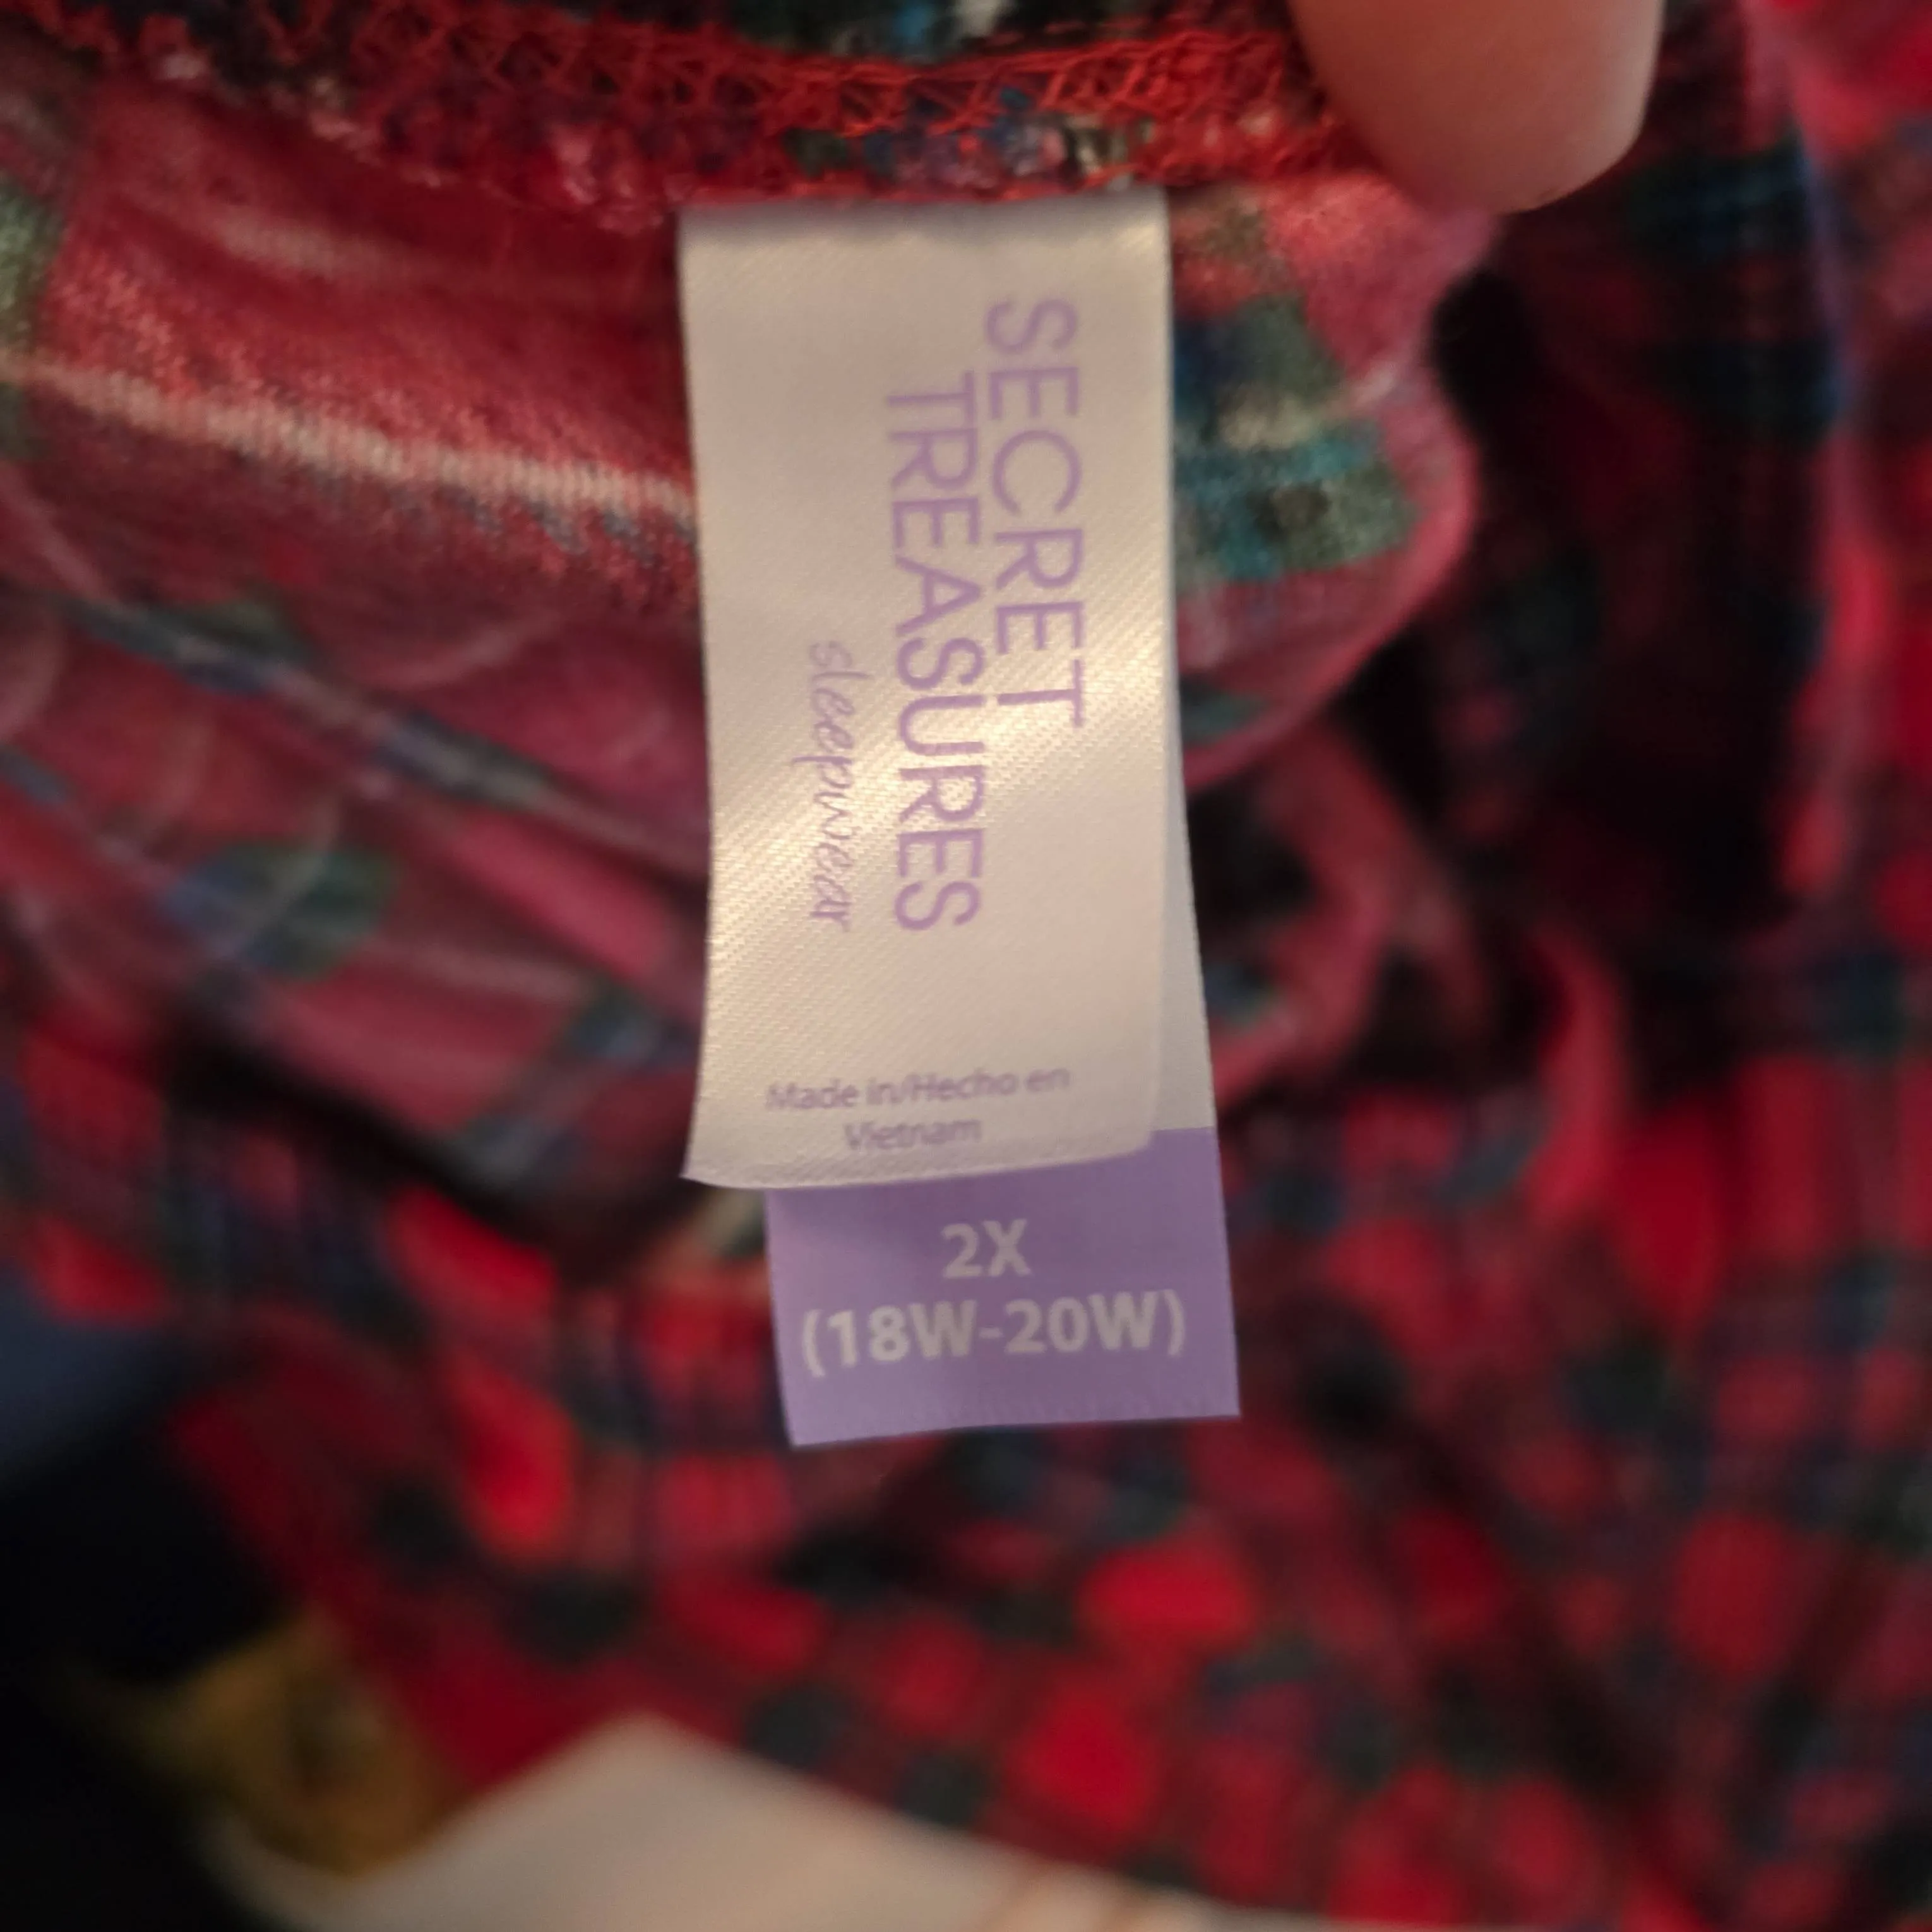 SECRET
TREASURES
sleepwear
Made in/Hecho en
Vietnam
2X
(18W-20W)